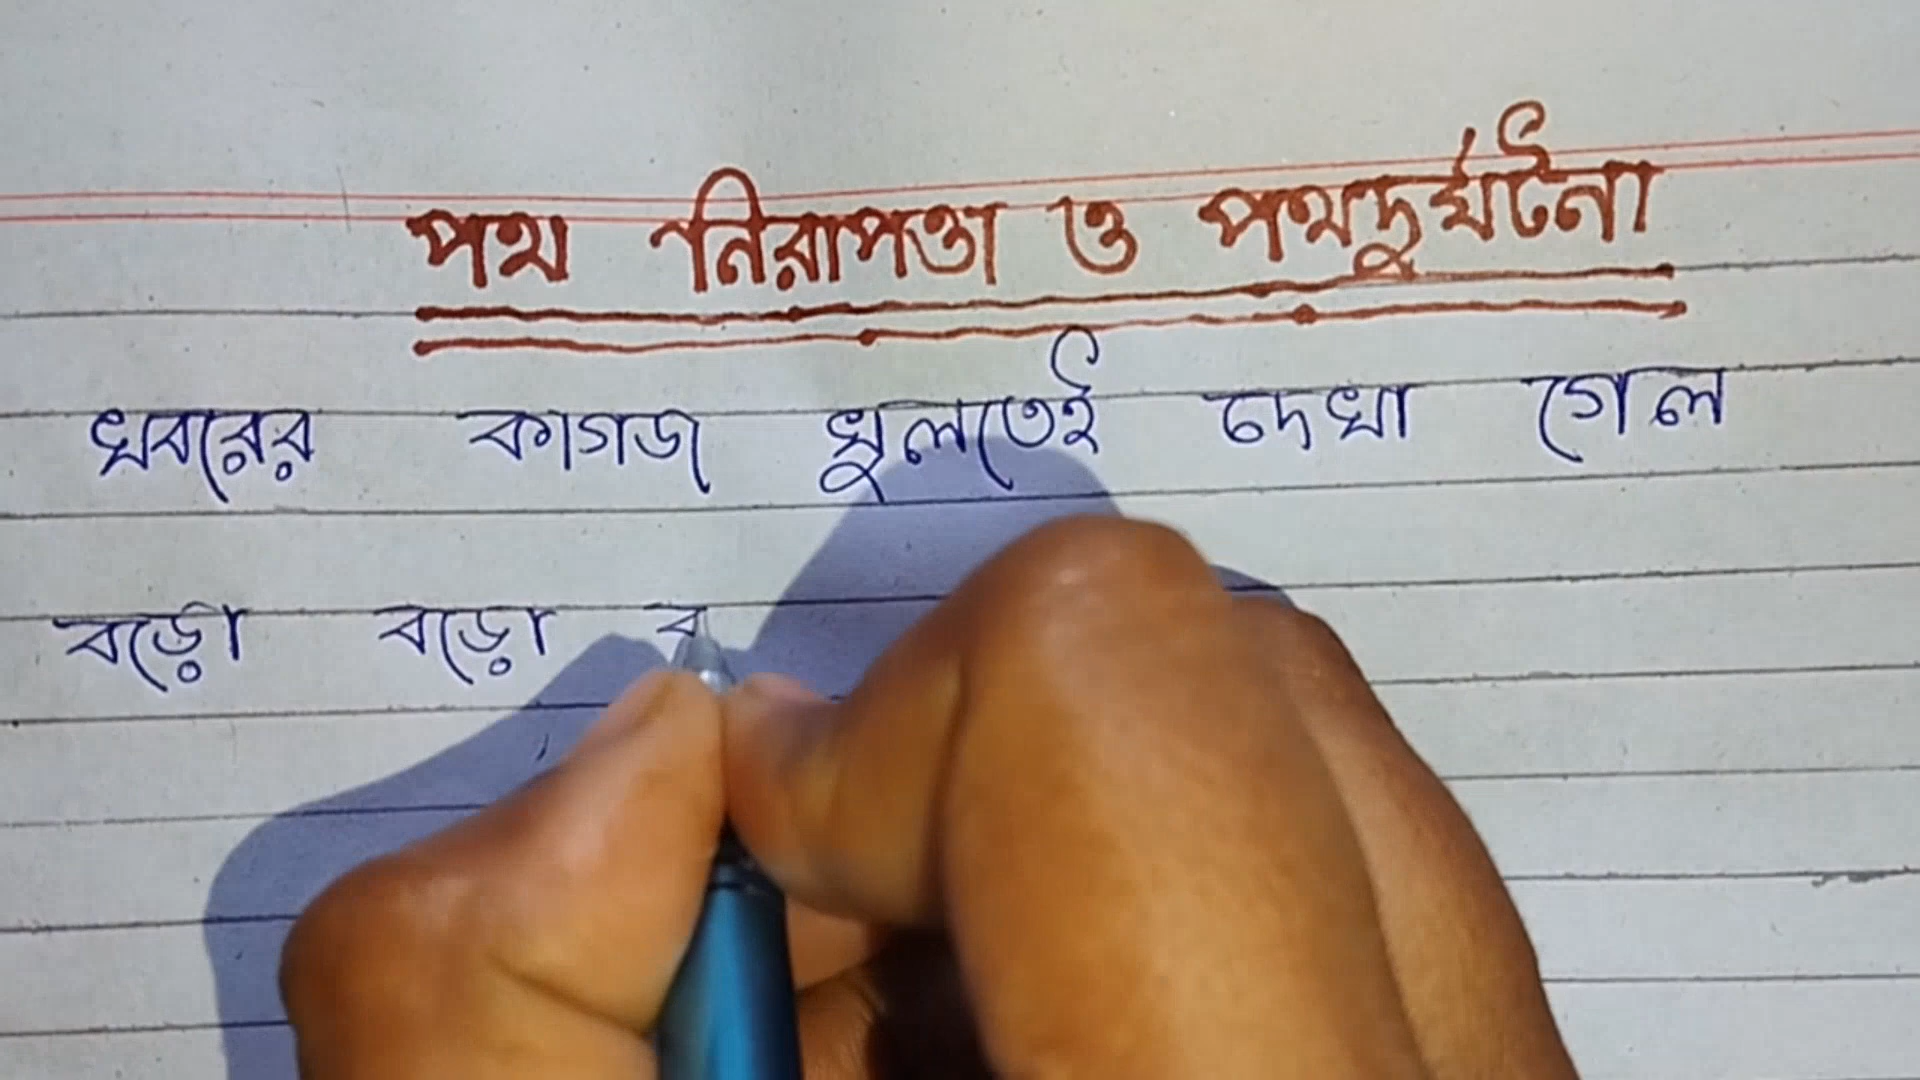 পথ নিরাপত্তা ও পথদুর্ঘটনা
খবরের কাগজ খুলতেই দেখা গেল
বড়ো বড়ো ব